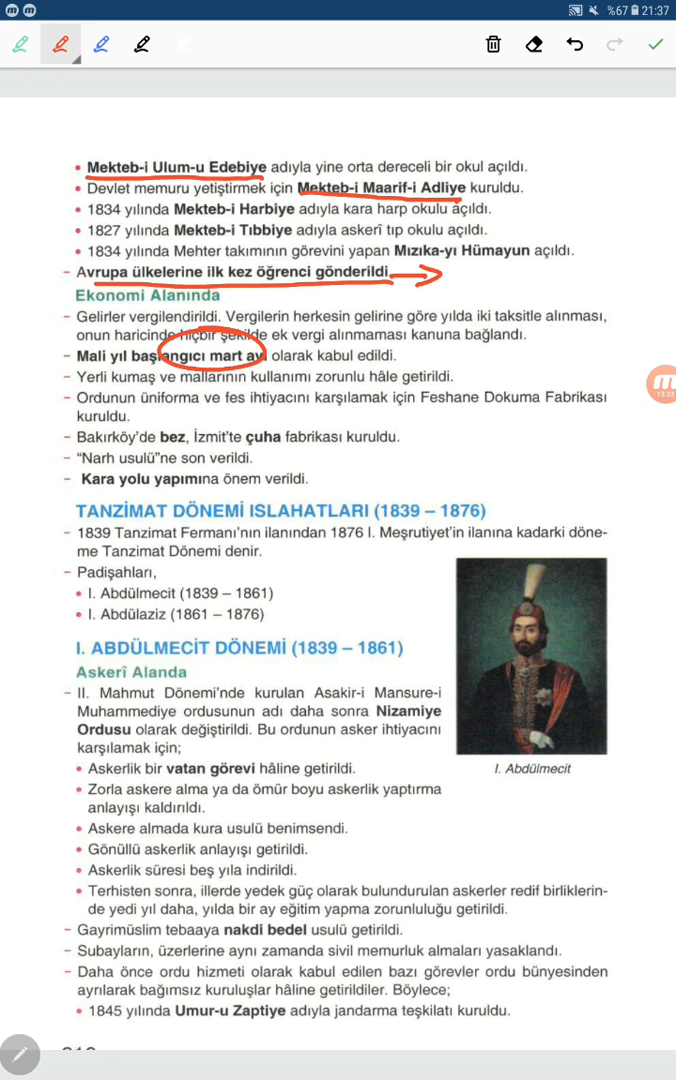 %67 21:37
• Mekteb-i Ulum-u Edebiye adıyla yine orta dereceli bir okul açıldı.
• Devlet memuru yetiştirmek için Mekteb-i Maarif-i Adliye kuruldu.
• 1834 yılında Mekteb-i Harbiye adıyla kara harp okulu açıldı.
• 1827 yılında Mekteb-i Tıbbiye adıyla askerî tıp okulu açıldı.
• 1834 yılında Mehter takımının görevini yapan Mızıka-yı Hümayun açıldı.
– Avrupa ülkelerine ilk kez öğrenci gönderildi.
Ekonomi Alanında
– Gelirler vergilendirildi. Vergilerin herkesin gelirine göre yılda iki taksitle alınması,
onun haricinde hiçbir şekilde ek vergi alınmaması kanuna bağlandı.
– Mali yıl başlangıcı mart ayı olarak kabul edildi.
– Yerli kumaş ve mallarının kullanımı zorunlu hâle getirildi.
– Ordunun üniforma ve fes ihtiyacını karşılamak için Feshane Dokuma Fabrikası
kuruldu.
– Bakırköy'de bez, İzmit'te çuha fabrikası kuruldu.
– "Narh usulü"ne son verildi.
– Kara yolu yapımına önem verildi.
13:33
TANZİMAT DÖNEMİ ISLAHATLARI (1839 – 1876)
– 1839 Tanzimat Fermanı'nın ilanından 1876 I. Meşrutiyet'in ilanına kadarki döne-
me Tanzimat Dönemi denir.
– Padişahları,
• I. Abdülmecit (1839 – 1861)
• I. Abdülaziz (1861 – 1876)
I. ABDÜLMECİT DÖNEMİ (1839 – 1861)
Askerî Alanda
– II. Mahmut Dönemi'nde kurulan Asakir-i Mansure-i
Muhammediye ordusunun adı daha sonra Nizamiye
Ordusu olarak değiştirildi. Bu ordunun asker ihtiyacını
karşılamak için;
I. Abdülmecit
• Askerlik bir vatan görevi hâline getirildi.
• Zorla askere alma ya da ömür boyu askerlik yaptırma
anlayışı kaldırıldı.
• Askere almada kura usulü benimsendi.
• Gönüllü askerlik anlayışı getirildi.
• Askerlik süresi beş yıla indirildi.
• Terhisten sonra, illerde yedek güç olarak bulundurulan askerler redif birliklerin-
de yedi yıl daha, yılda bir ay eğitim yapma zorunluluğu getirildi.
– Gayrimüslim tebaaya nakdi bedel usulü getirildi.
– Subayların, üzerlerine aynı zamanda sivil memurluk almaları yasaklandı.
– Daha önce ordu hizmeti olarak kabul edilen bazı görevler ordu bünyesinden
ayrılarak bağımsız kuruluşlar hâline getirildiler. Böylece;
• 1845 yılında Umur-u Zaptiye adıyla jandarma teşkilatı kuruldu.